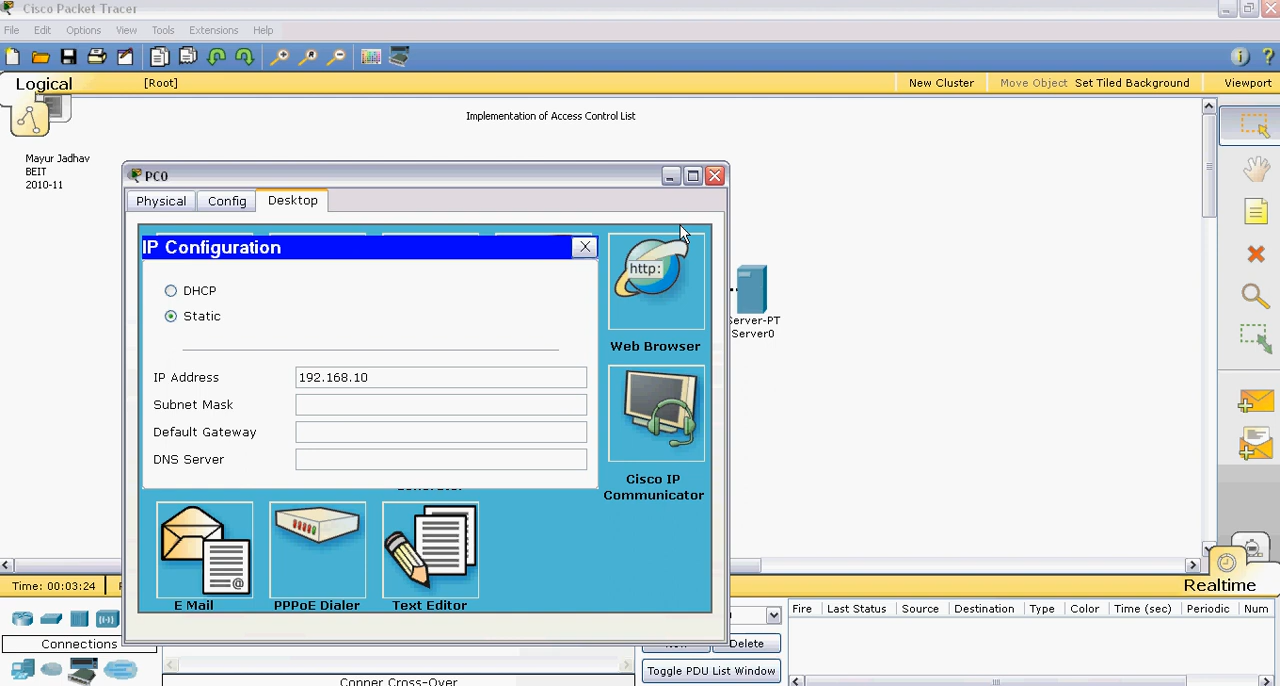 Cisco Packet Tracer
File Edit Options View Tools Extensions Help
Logical [Root] New Cluster Move Object Set Tiled Background Viewport
Implementation of Access Control List
Mayur Jadhav
BEIT
2010-11
PC0
Physical Config Desktop
IP Configuration X
http:
DHCP
Static
Server-PT
Server0
Web Browser
IP Address 192.168.10
Subnet Mask
Default Gateway
DNS Server
Cisco IP
Communicator
E Mail PPPoE Dialer Text Editor
Time: 00:03:24
Realtime
Fire Last Status Source Destination Type Color Time (sec) Periodic Num
Connections
Delete
Toggle PDU List Window
Copper Cross-Over